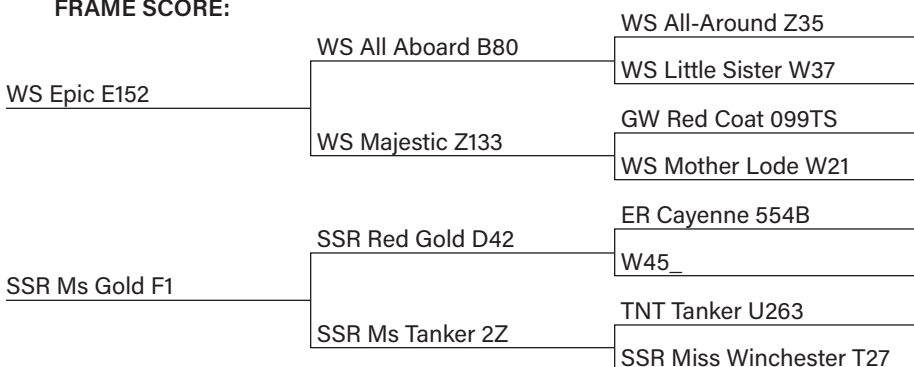 FRAME SCORE:
WS All-Around Z35
WS All Aboard B80
WS Little Sister W37
WS Epic E152
GW Red Coat 099TS
WS Majestic Z133
WS Mother Lode W21
ER Cayenne 554B
SSR Red Gold D42
W45_
SSR Ms Gold F1
TNT Tanker U263
SSR Ms Tanker 2Z
SSR Miss Winchester T27